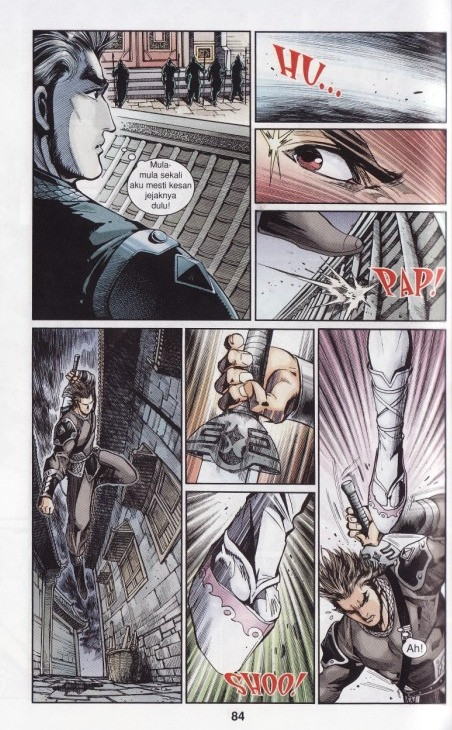 Mula-
mula sekali
aku mesti kesan
jejaknya
dulu!
HU...
PAP!
SHOO!
Ah!
84